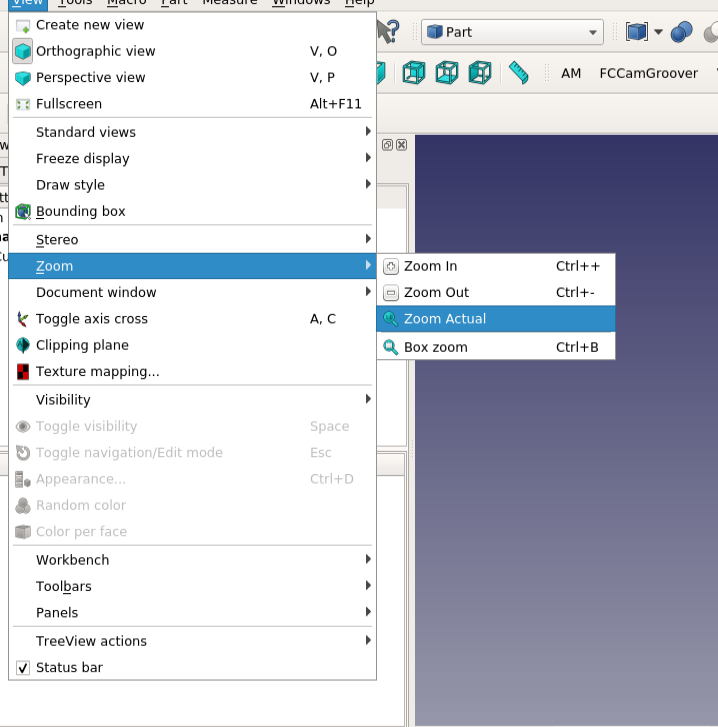 View Tools Macro Part Measure Windows Help
Create new view
Orthographic view V, O
Perspective view V, P
Fullscreen Alt+F11
Standard views
Freeze display
Draw style
Bounding box
Stereo
Zoom
Document window
Toggle axis cross A, C
Clipping plane
Texture mapping...
Visibility
Toggle visibility Space
Toggle navigation/Edit mode Esc
Appearance... Ctrl+D
Random color
Color per face
Workbench
Toolbars
Panels
TreeView actions
Status bar
Zoom In Ctrl++
Zoom Out Ctrl+-
Zoom Actual
Box zoom Ctrl+B
Part
AM FCCamGroover